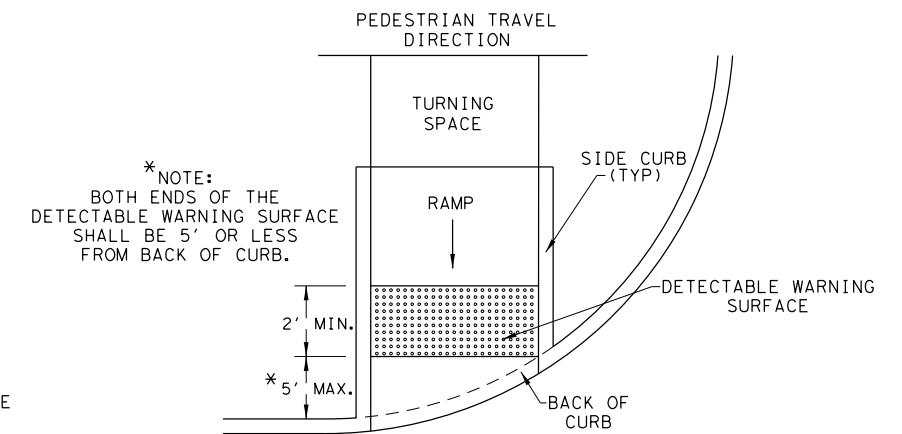 PEDESTRIAN TRAVEL
DIRECTION
TURNING
SPACE
SIDE CURB
(TYP)
*NOTE:
BOTH ENDS OF THE
DETECTABLE WARNING SURFACE
SHALL BE 5' OR LESS
FROM BACK OF CURB.
RAMP
DETECTABLE WARNING
SURFACE
2' MIN.
*5' MAX.
E
BACK OF
CURB